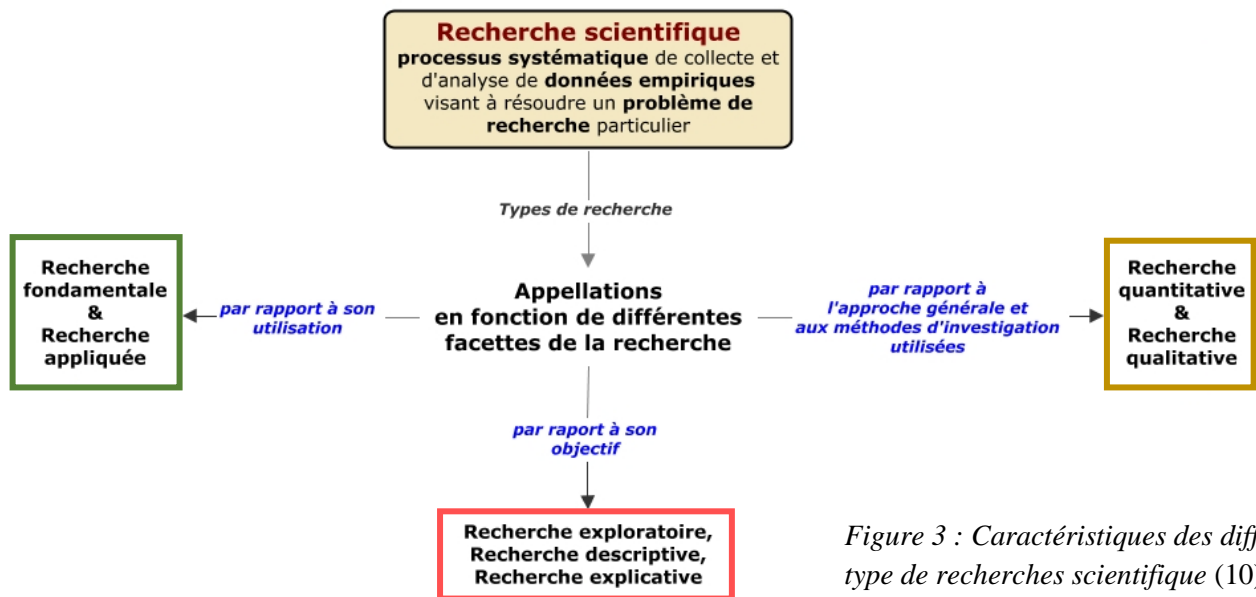 Recherche scientifique
processus systématique de collecte et
d'analyse de données empiriques
visant à résoudre un problème de
recherche particulier
Types de recherche
Recherche
fondamentale
&
Recherche
appliquée
par rapport à son
utilisation
Appellations
en fonction de différentes
facettes de la recherche
par rapport à
l'approche générale et
aux méthodes d'investigation
utilisées
Recherche
quantitative
&
Recherche
qualitative
par raport à son
objectif
Recherche exploratoire,
Recherche descriptive,
Recherche explicative
Figure 3 : Caractéristiques des
type de recherches scientifique (10)